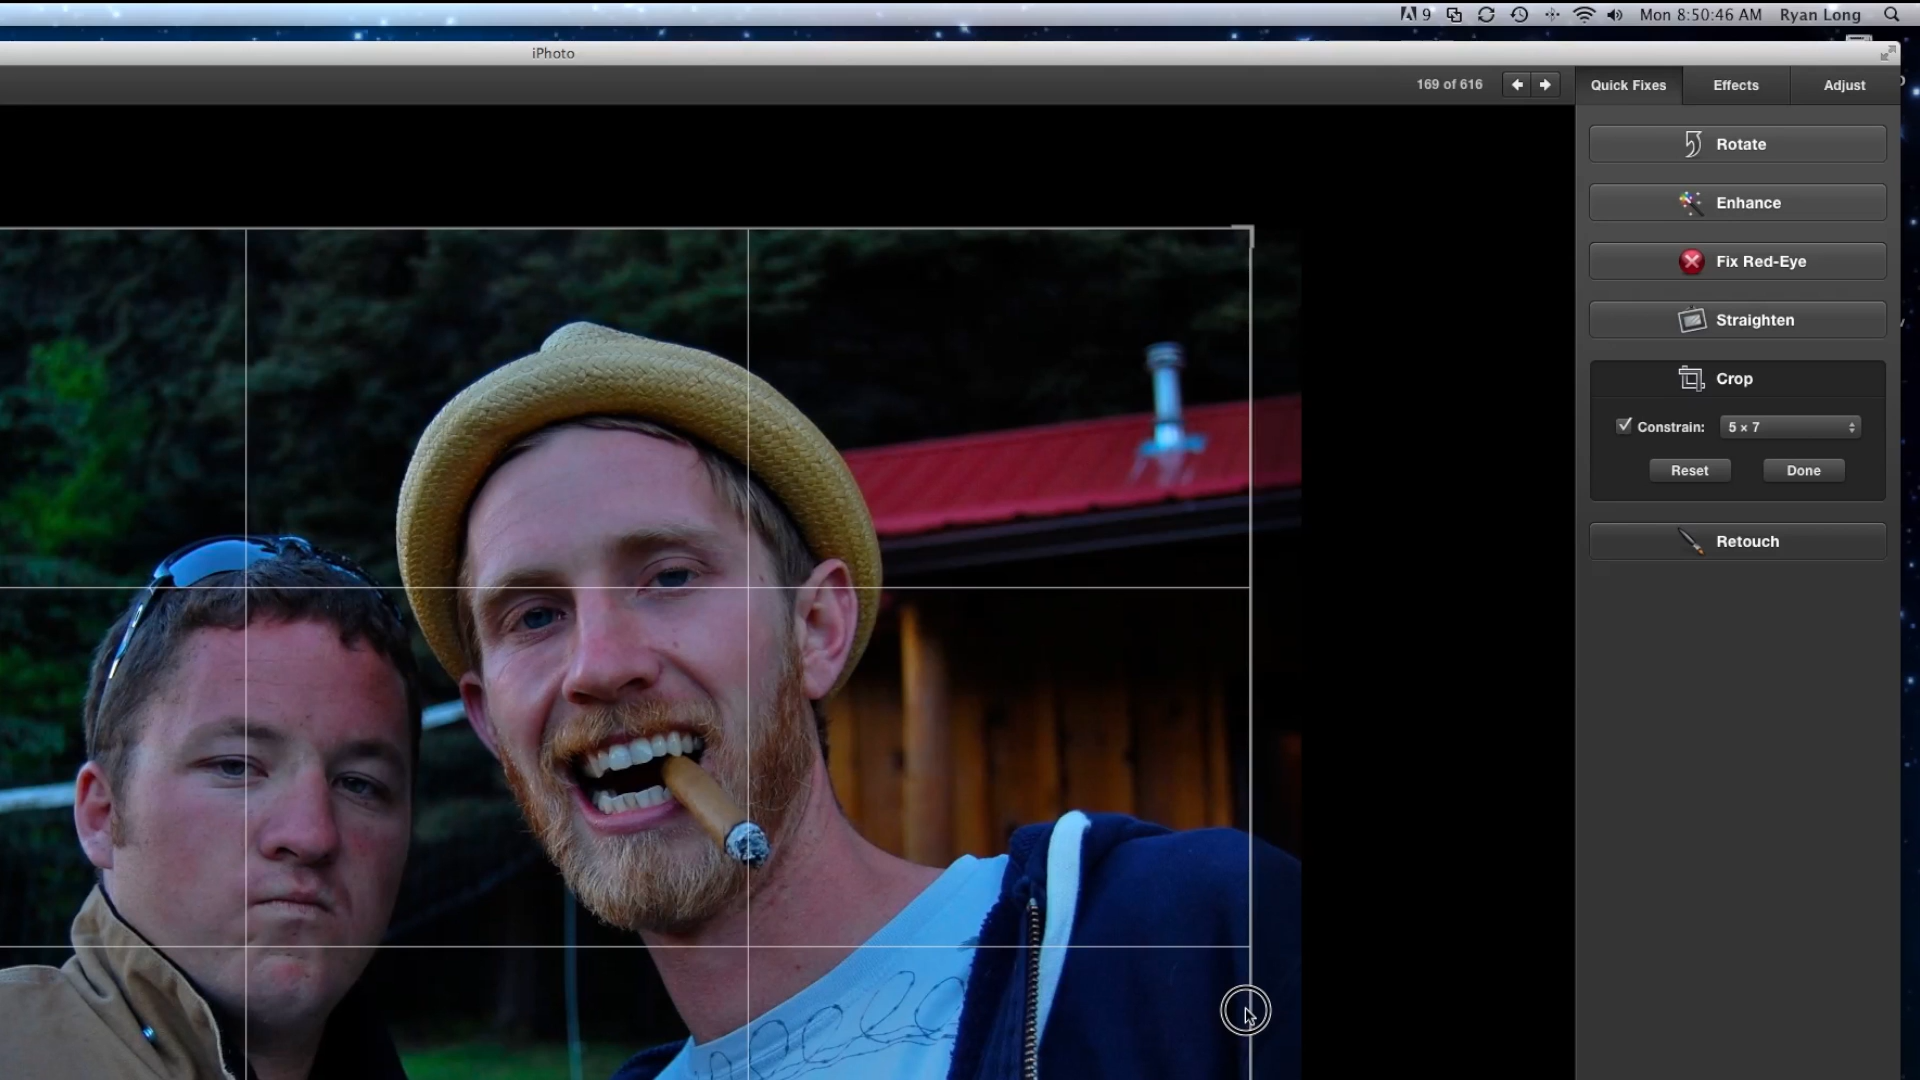 9 Mon 8:50:46 AM Ryan Long
iPhoto
169 of 616
Quick Fixes Effects Adjust
Rotate
Enhance
Fix Red-Eye
Straighten
Crop
Constrain: 5 × 7
Reset Done
Retouch